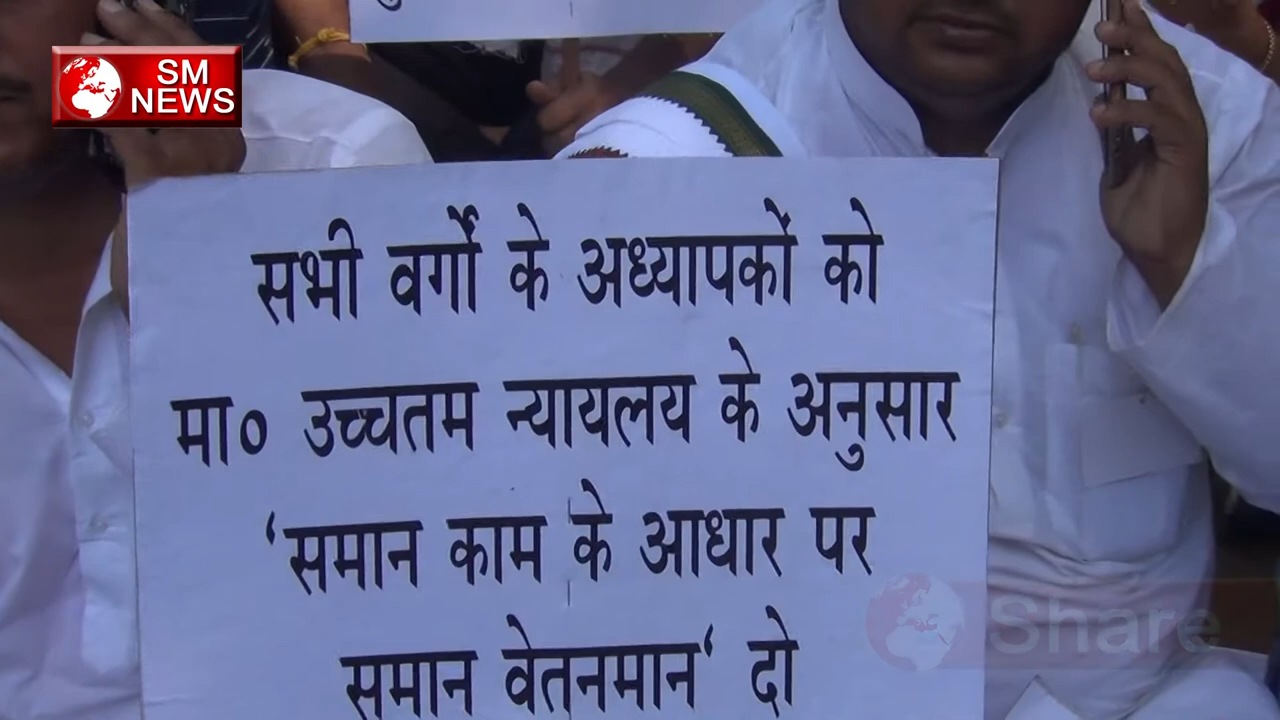 SM
NEWS
सभी वर्गों के अध्यापकों को
मा० उच्चतम न्यायलय के अनुसार
‘समान काम के आधार पर
समान वेतनमान‘ दो
Share